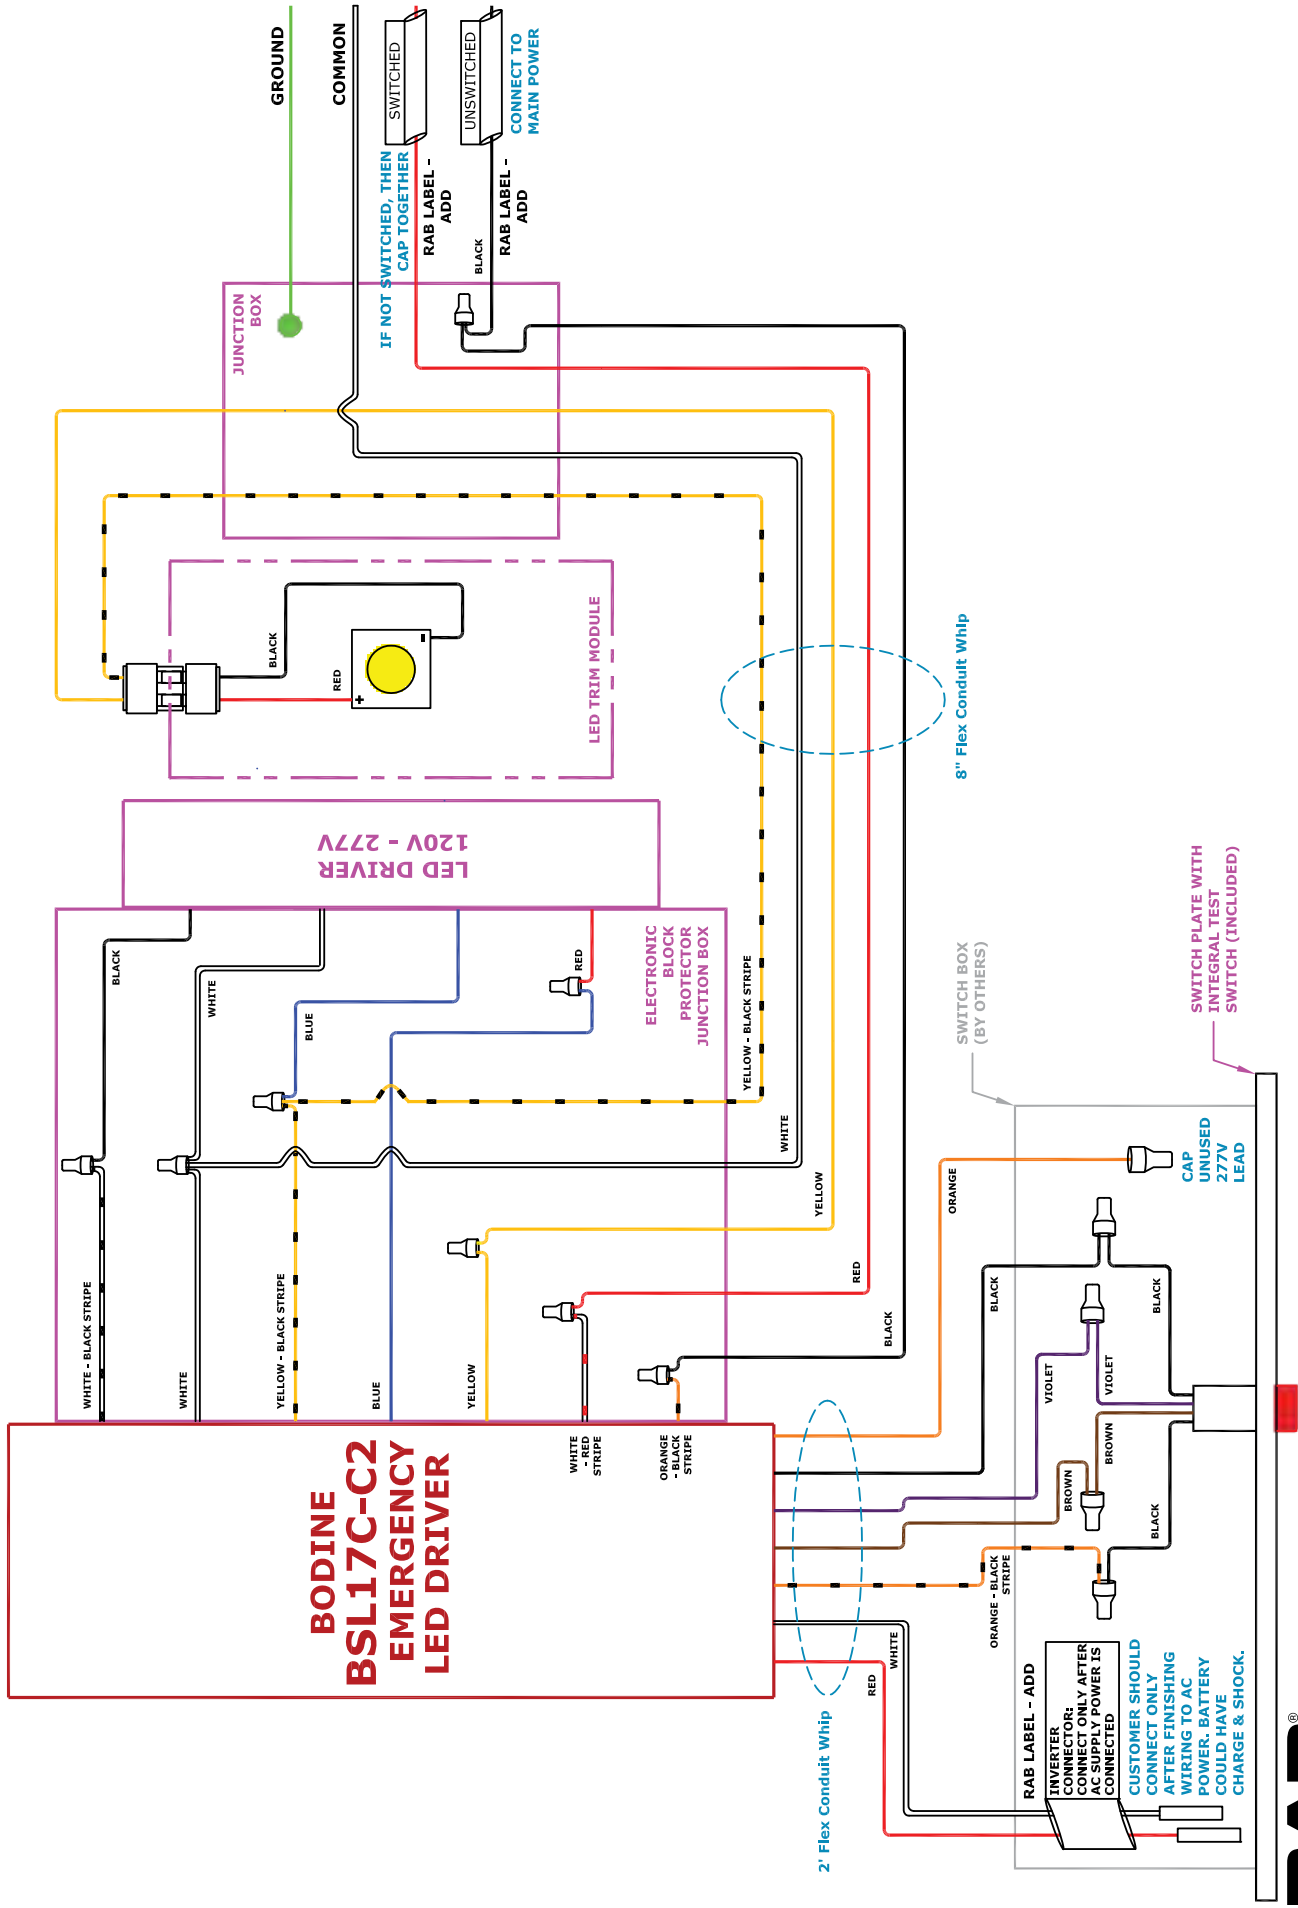 GROUND
COMMON
SWITCHED
UNSWITCHED
CONNECT TO
MAIN POWER
IF NOT SWITCHED, THEN
CAP TOGETHER
RAB LABEL -
ADD
BLACK
RAB LABEL -
ADD
JUNCTION
BOX
BLACK
RED
+
-
LED TRIM MODULE
8" Flex Conduit Whip
LED DRIVER
120V - 277V
BLACK
WHITE
BLUE
RED
ELECTRONIC
BLOCK
PROTECTOR
JUNCTION BOX
YELLOW - BLACK STRIPE
WHITE
YELLOW
RED
BLACK
WHITE - BLACK STRIPE
WHITE
YELLOW - BLACK STRIPE
BLUE
YELLOW
WHITE
- RED
STRIPE
ORANGE
- BLACK
STRIPE
BODINE
BSL17C-C2
EMERGENCY
LED DRIVER
SWITCH BOX
(BY OTHERS)
SWITCH PLATE WITH
INTEGRAL TEST
SWITCH (INCLUDED)
ORANGE
CAP
UNUSED
277V
LEAD
BLACK
BLACK
VIOLET
VIOLET
BROWN
BROWN
BLACK
ORANGE - BLACK
STRIPE
WHITE
RED
2' Flex Conduit Whip
RAB LABEL - ADD
INVERTER
CONNECTOR:
CONNECT ONLY AFTER
AC SUPPLY POWER IS
CONNECTED
CUSTOMER SHOULD
CONNECT ONLY
AFTER FINISHING
WIRING TO AC
POWER. BATTERY
COULD HAVE
CHARGE & SHOCK.
®